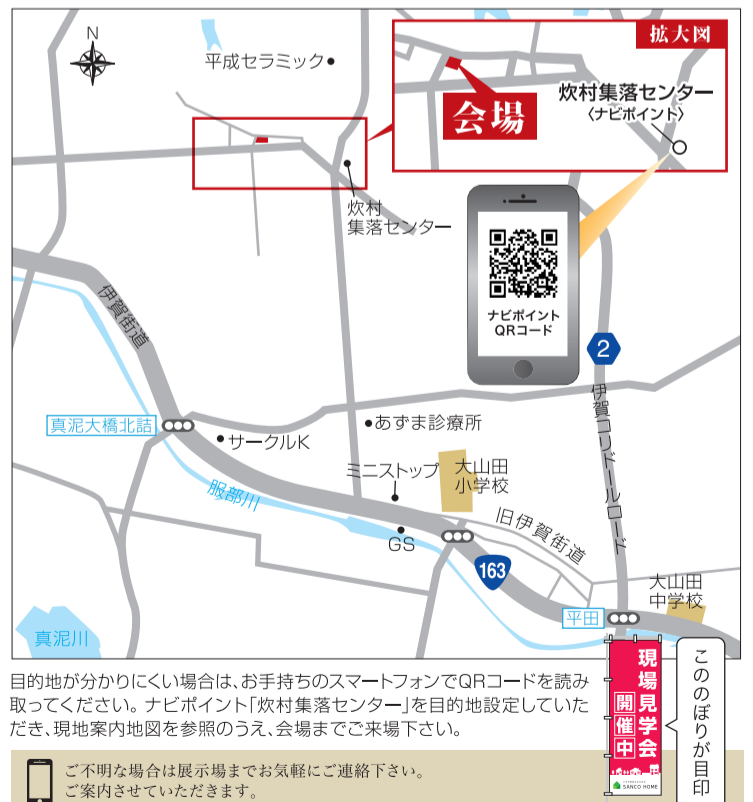 N
平成セラミック
拡大図
会場
炊村集落センター
〈ナビポイント〉
炊村
集落センター
ナビポイント
QRコード
伊賀街道
2
伊賀コリドールロード
真泥大橋北詰
サークルK
あずま診療所
ミニストップ
大山田
小学校
服部川
GS
旧伊賀街道
163
大山田
中学校
平田
真泥川
目的地が分かりにくい場合は、お手持ちのスマートフォンでQRコードを読み
取ってください。ナビポイント「炊村集落センター」を目的地設定していた
だき、現地案内地図を参照のうえ、会場までご来場下さい。
現場見学会
開催中
SANCO HOME
こののぼりが目印
ご不明な場合は展示場までお気軽にご連絡下さい。
ご案内させていただきます。